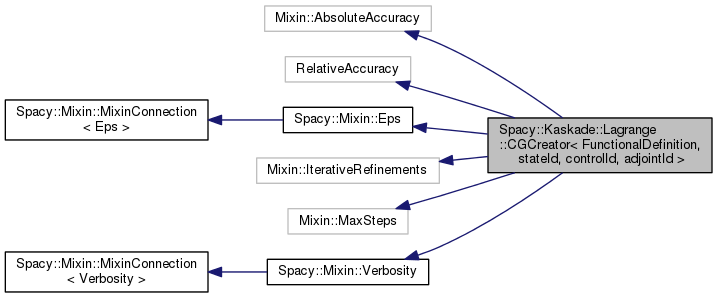 Mixin::AbsoluteAccuracy
RelativeAccuracy
Spacy::Mixin::MixinConnection
< Eps >
Spacy::Mixin::Eps
Spacy::Kaskade::Lagrange
::CGCreator< FunctionalDefinition,
stateId, controlId, adjointId >
Mixin::IterativeRefinements
Mixin::MaxSteps
Spacy::Mixin::MixinConnection
< Verbosity >
Spacy::Mixin::Verbosity